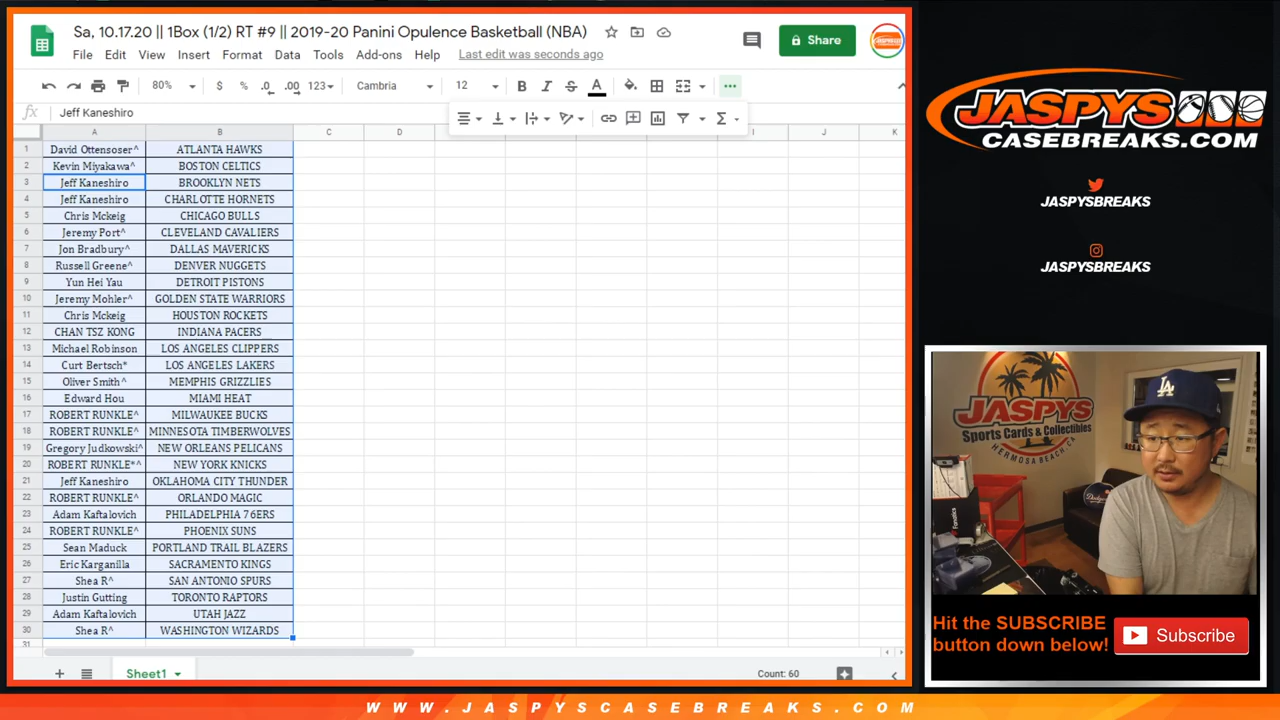 Sa, 10.17.20 || 1Box (1/2) RT #9 || 2019-20 Panini Opulence Basketball (NBA)
File Edit View Insert Format Data Tools Add-ons Help Last edit was seconds ago
Share
80% $ % .0 .00 123 Cambria 12 B I S A
fx Jeff Kaneshiro
A B C D I J K
1 David Ottensoser^ ATLANTA HAWKS
2 Kevin Miyakawa^ BOSTON CELTICS
3 Jeff Kaneshiro BROOKLYN NETS
4 Jeff Kaneshiro CHARLOTTE HORNETS
5 Chris Mckeig CHICAGO BULLS
6 Jeremy Port^ CLEVELAND CAVALIERS
7 Jon Bradbury^ DALLAS MAVERICKS
8 Russell Greene^ DENVER NUGGETS
9 Yun Hei Yau DETROIT PISTONS
10 Jeremy Mohler^ GOLDEN STATE WARRIORS
11 Chris Mckeig HOUSTON ROCKETS
12 CHAN TSZ KONG INDIANA PACERS
13 Michael Robinson LOS ANGELES CLIPPERS
14 Curt Bertsch* LOS ANGELES LAKERS
15 Oliver Smith^ MEMPHIS GRIZZLIES
16 Edward Hou MIAMI HEAT
17 ROBERT RUNKLE^ MILWAUKEE BUCKS
18 ROBERT RUNKLE^ MINNESOTA TIMBERWOLVES
19 Gregory Judkowski^ NEW ORLEANS PELICANS
20 ROBERT RUNKLE*^ NEW YORK KNICKS
21 Jeff Kaneshiro OKLAHOMA CITY THUNDER
22 ROBERT RUNKLE^ ORLANDO MAGIC
23 Adam Kaftalovich PHILADELPHIA 76ERS
24 ROBERT RUNKLE^ PHOENIX SUNS
25 Sean Maduck PORTLAND TRAIL BLAZERS
26 Eric Karganilla SACRAMENTO KINGS
27 Shea R^ SAN ANTONIO SPURS
28 Justin Gutting TORONTO RAPTORS
29 Adam Kaftalovich UTAH JAZZ
30 Shea R^ WASHINGTON WIZARDS
31
Sheet1 Count: 60
JASPYS
CASEBREAKS.COM
JASPYSBREAKS
JASPYSBREAKS
JASPYS
Sports Cards & Collectibles
HERMOSA BEACH, CA
LA
Dodgers
Fanatics
Hit the SUBSCRIBE
button down below!
Subscribe
WWW.JASPYSCASEBREAKS.COM